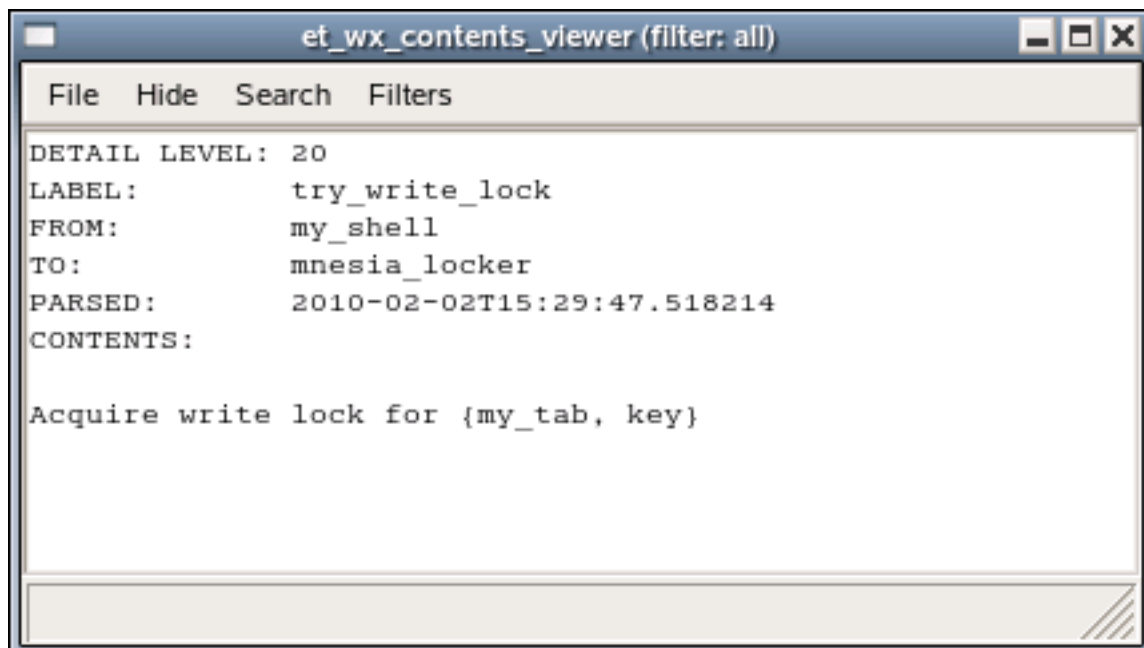 et_wx_contents_viewer (filter: all)
File Hide Search Filters
DETAIL LEVEL: 20
LABEL: try_write_lock
FROM: my_shell
TO: mnesia_locker
PARSED: 2010-02-02T15:29:47.518214
CONTENTS:
Acquire write lock for {my_tab, key}